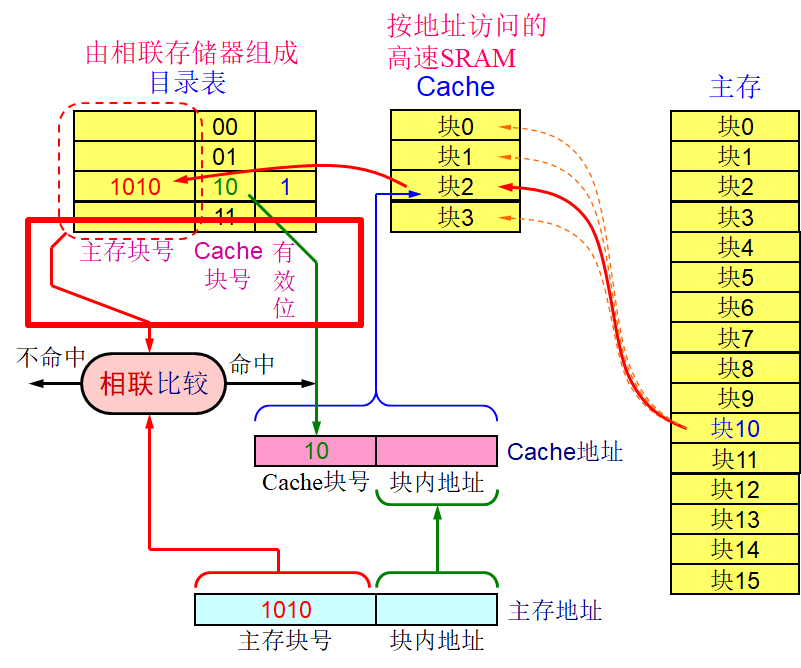 由相联存储器组成
目录表
按地址访问的
高速SRAM
Cache
主存
00
01
1010 10 1
11
主存块号
Cache
块号
有
效
位
块0
块1
块2
块3
块0
块1
块2
块3
块4
块5
块6
块7
块8
块9
块10
块11
块12
块13
块14
块15
不命中
相联比较
命中
10
Cache地址
Cache块号 块内地址
1010
主存地址
主存块号 块内地址